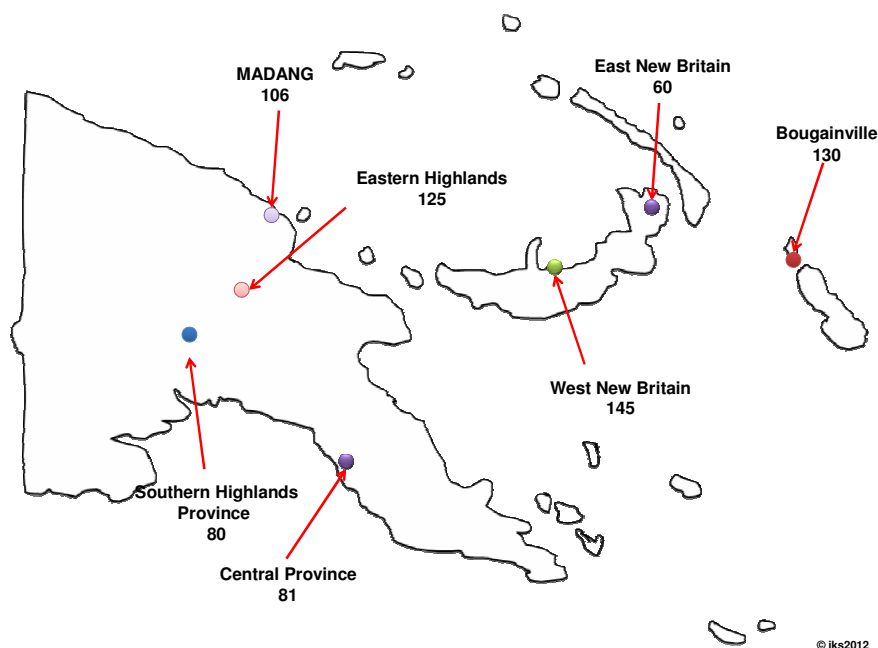 MADANG
106
East New Britain
60
Bougainville
130
Eastern Highlands
125
West New Britain
145
Southern Highlands
Province
80
Central Province
81
© iks2012